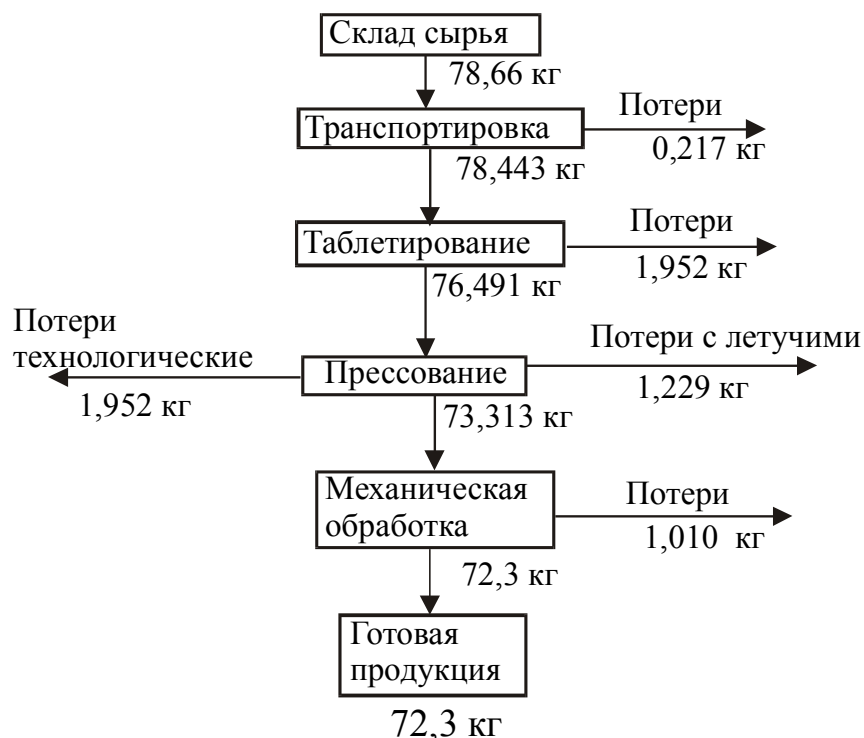 Склад сырья
78,66 кг
Транспортировка
Потери
0,217 кг
78,443 кг
Таблетирование
Потери
1,952 кг
76,491 кг
Потери
технологические
1,952 кг
Прессование
Потери с летучими
1,229 кг
73,313 кг
Механическая
обработка
Потери
1,010 кг
72,3 кг
Готовая
продукция
72,3 кг